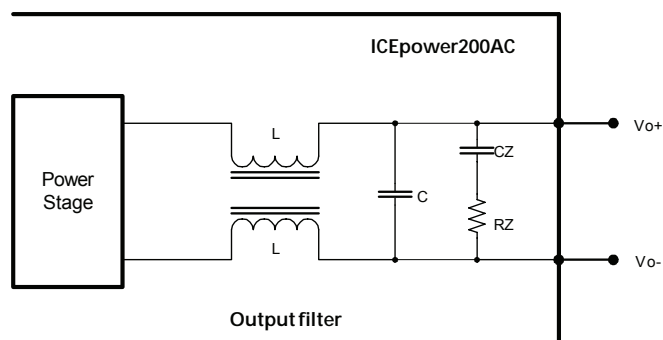 ICEpower200AC
L
Vo+
CZ
Power
Stage
C
RZ
L
Vo-
Output filter